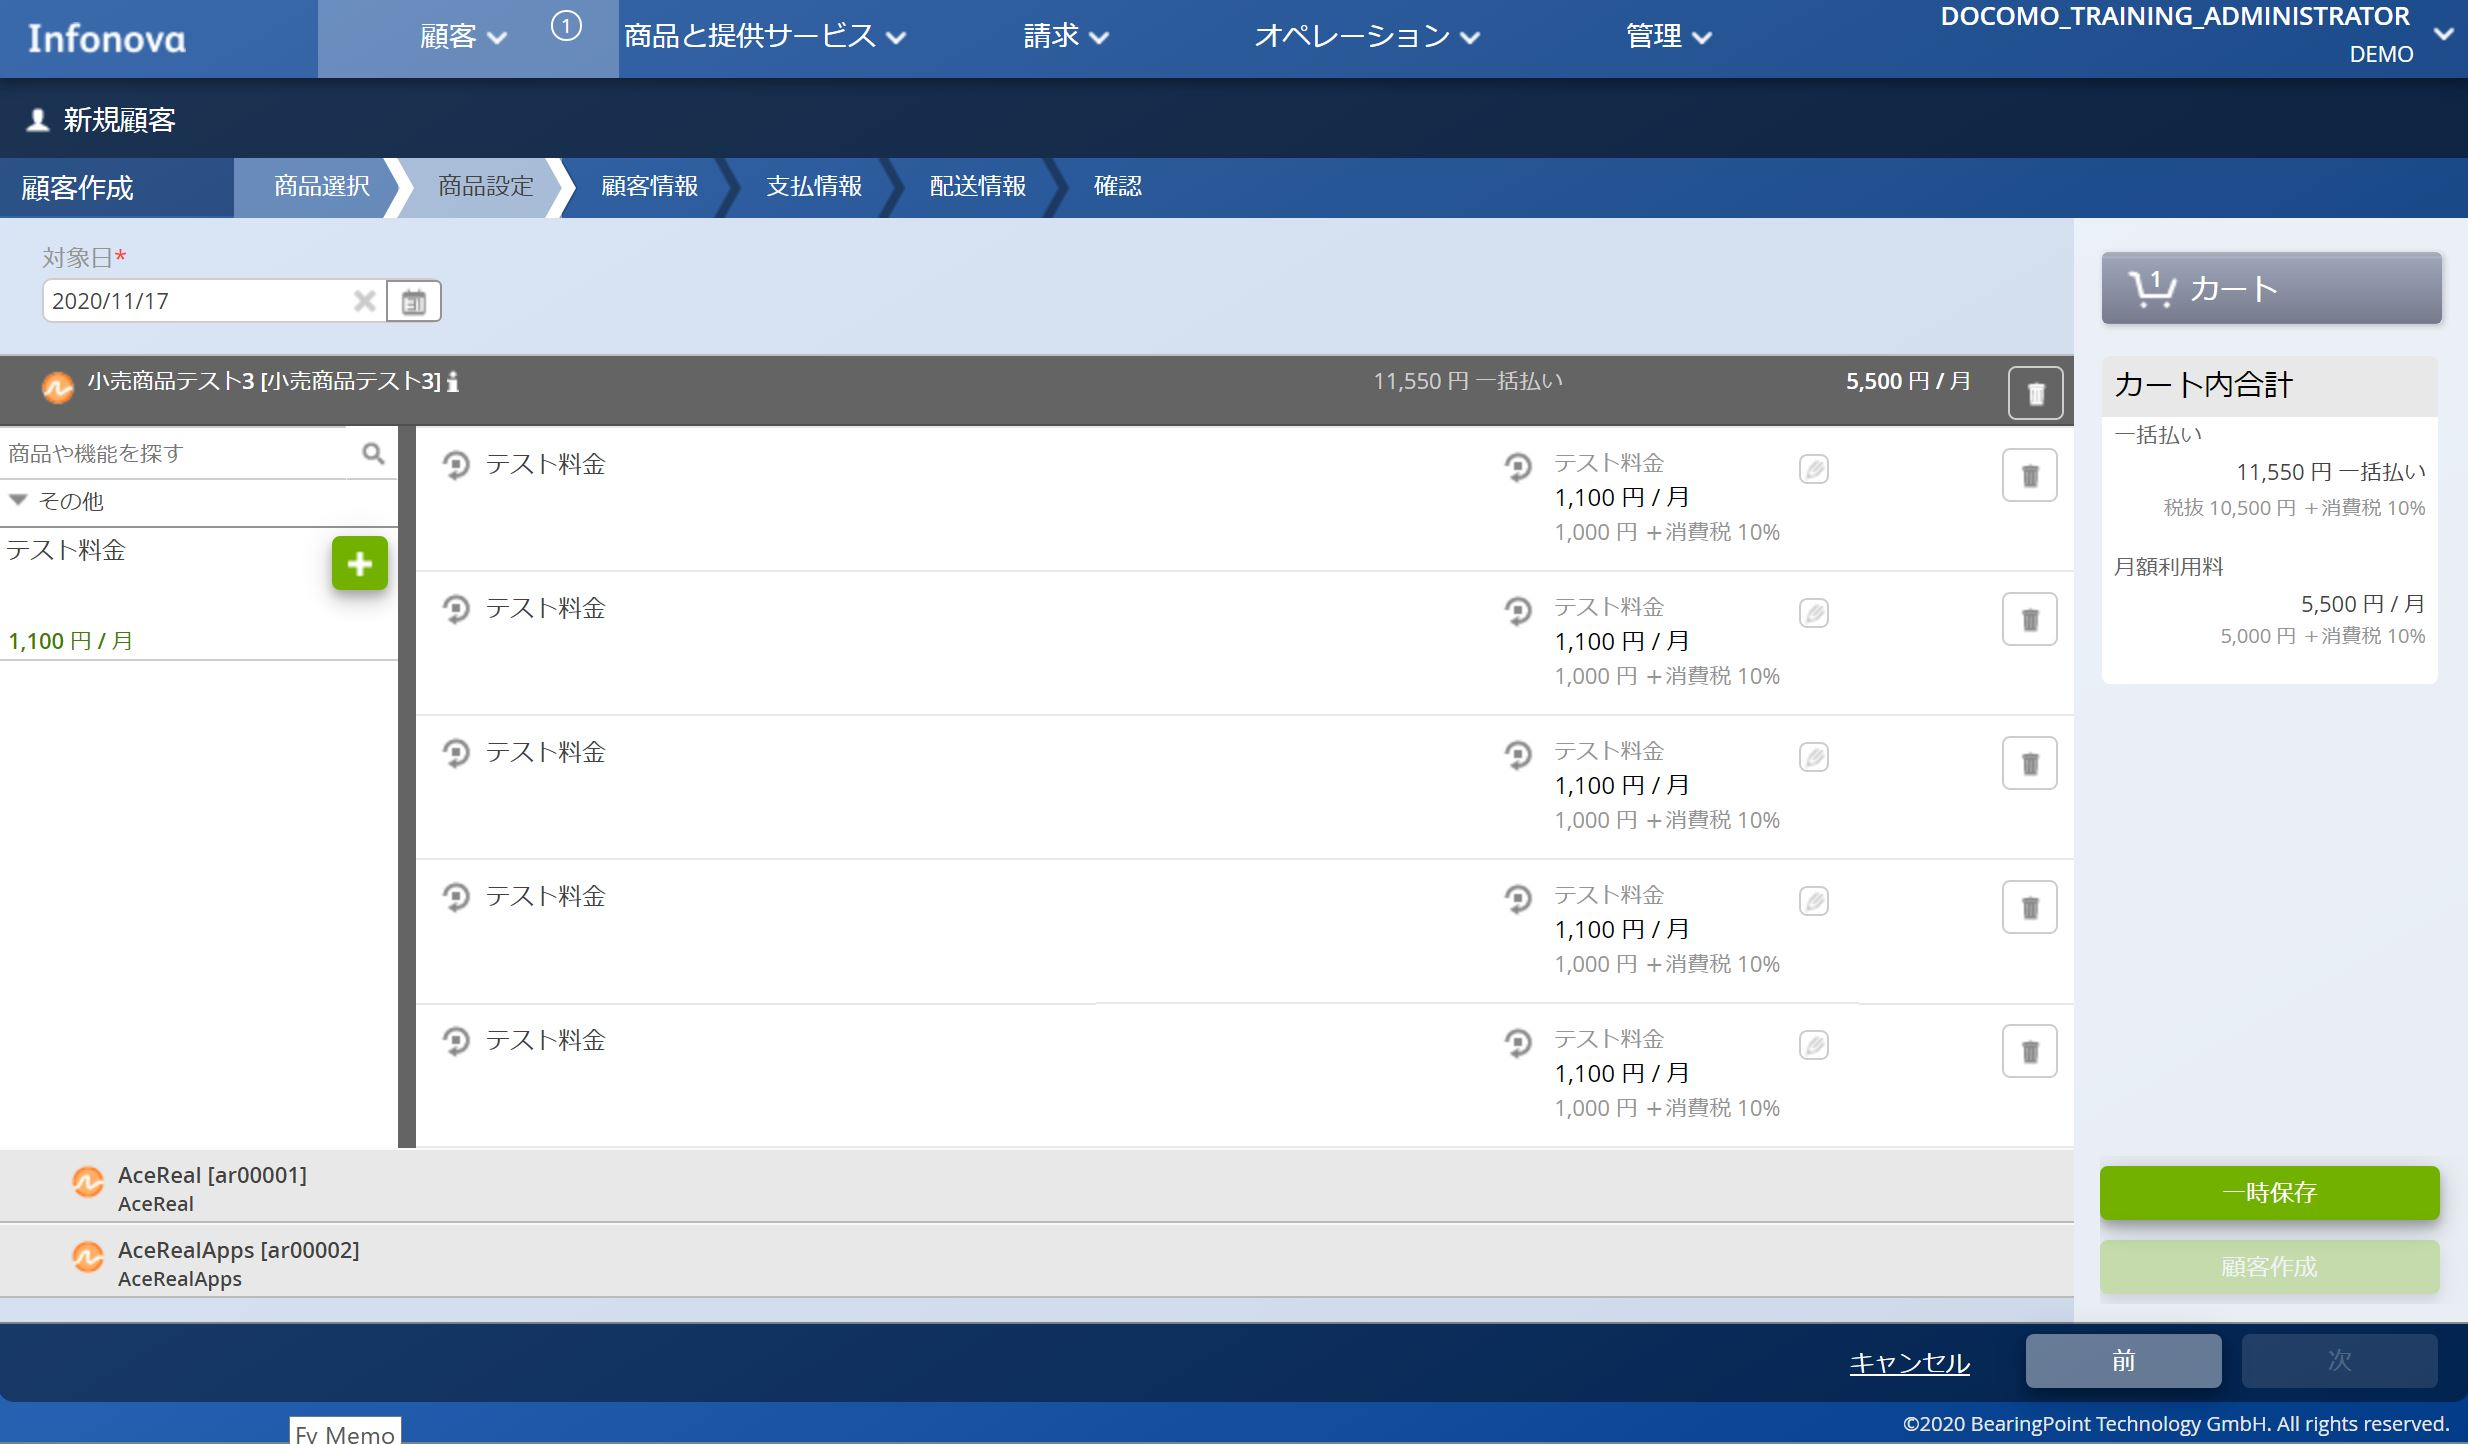 Infonova
顧客
1
商品と提供サービス
請求
オペレーション
管理
DOCOMO_TRAINING_ADMINISTRATOR
DEMO
新規顧客
顧客作成
商品選択
商品設定
顧客情報
支払情報
配送情報
確認
対象日*
2020/11/17
31
小売商品テスト3 [小売商品テスト3]
11,550 円 一括払い
5,500 円 / 月
商品や機能を探す
その他
テスト料金
1,100 円 / 月
テスト料金
テスト料金
1,100 円 / 月
1,000 円 +消費税 10%
テスト料金
テスト料金
1,100 円 / 月
1,000 円 +消費税 10%
テスト料金
テスト料金
1,100 円 / 月
1,000 円 +消費税 10%
テスト料金
テスト料金
1,100 円 / 月
1,000 円 +消費税 10%
テスト料金
テスト料金
1,100 円 / 月
1,000 円 +消費税 10%
AceReal [ar00001]
AceReal
AceRealApps [ar00002]
AceRealApps
1
カート
カート内合計
一括払い
11,550 円 一括払い
税抜 10,500 円 +消費税 10%
月額利用料
5,500 円 / 月
5,000 円 +消費税 10%
一時保存
顧客作成
キャンセル
前
次
©2020 BearingPoint Technology GmbH. All rights reserved.
Fv Memo